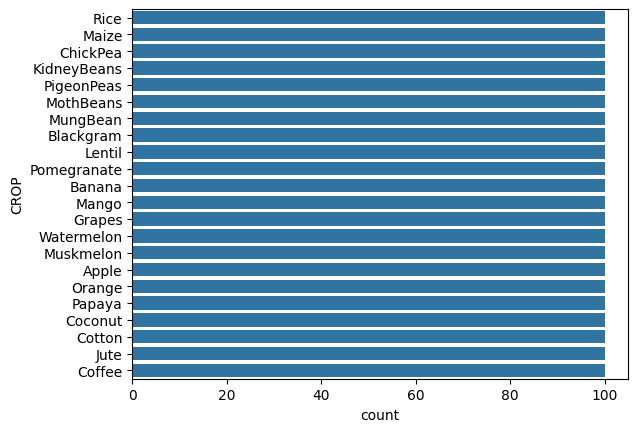 Rice
Maize
ChickPea
KidneyBeans
PigeonPeas
MothBeans
MungBean
Blackgram
Lentil
Pomegranate
Banana
Mango
Grapes
Watermelon
Muskmelon
Apple
Orange
Papaya
Coconut
Cotton
Jute
Coffee
CROP
0 20 40 60 80 100
count